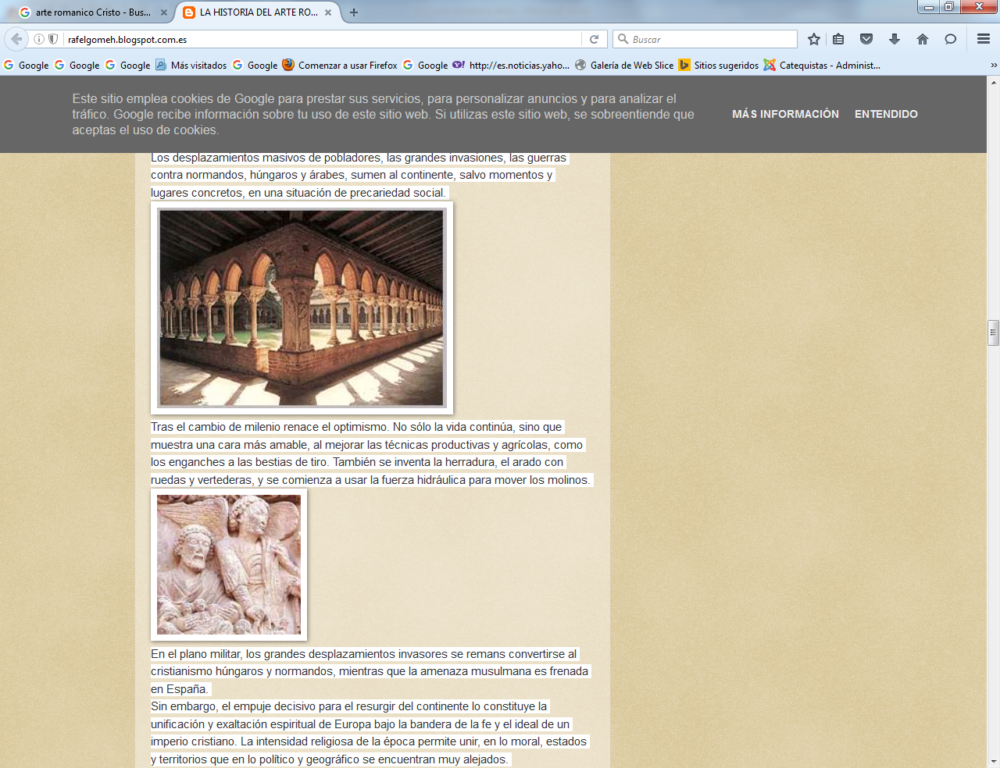 arte romanico Cristo - Bus...
LA HISTORIA DEL ARTE RO...
rafelgomeh.blogspot.com.es
Buscar
Google Google Google Más visitados Google Comenzar a usar Firefox Google http://es.noticias.yaho... Galería de Web Slice Sitios sugeridos Catequistas - Administ...
Este sitio emplea cookies de Google para prestar sus servicios, para personalizar anuncios y para analizar el
tráfico. Google recibe información sobre tu uso de este sitio web. Si utilizas este sitio web, se sobreentiende que
aceptas el uso de cookies.
MÁS INFORMACIÓN ENTENDIDO
Los desplazamientos masivos de pobladores, las grandes invasiones, las guerras
contra normandos, húngaros y árabes, sumen al continente, salvo momentos y
lugares concretos, en una situación de precariedad social.
Tras el cambio de milenio renace el optimismo. No sólo la vida continúa, sino que
muestra una cara más amable, al mejorar las técnicas productivas y agrícolas, como
los enganches a las bestias de tiro. También se inventa la herradura, el arado con
ruedas y vertederas, y se comienza a usar la fuerza hidráulica para mover los molinos.
En el plano militar, los grandes desplazamientos invasores se remans convertirse al
cristianismo húngaros y normandos, mientras que la amenaza musulmana es frenada
en España.
Sin embargo, el empuje decisivo para el resurgir del continente lo constituye la
unificación y exaltación espiritual de Europa bajo la bandera de la fe y el ideal de un
imperio cristiano. La intensidad religiosa de la época permite unir, en lo moral, estados
y territorios que en lo político y geográfico se encuentran muy alejados.